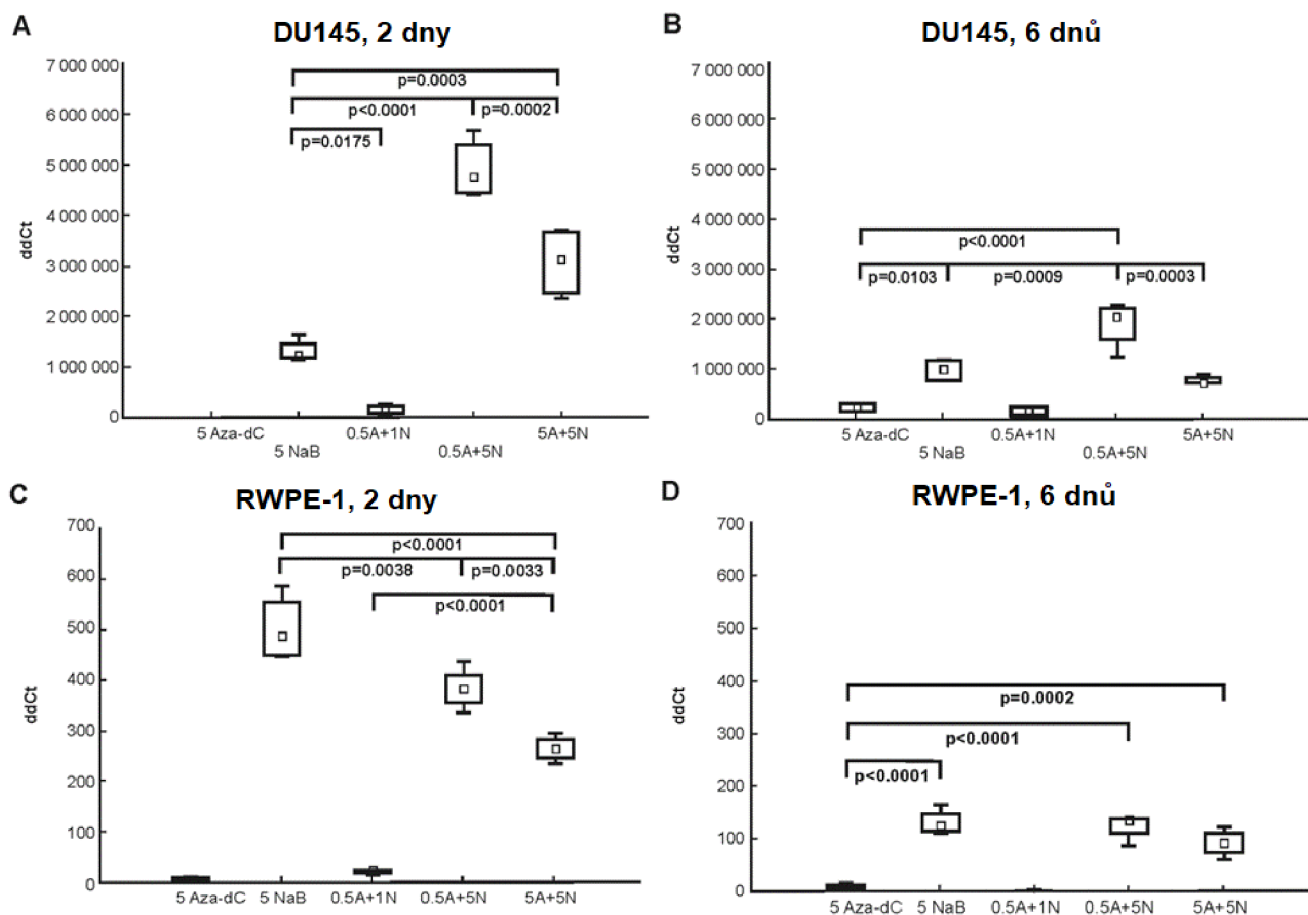 A
DU145, 2 dny
7 000 000
6 000 000
5 000 000
4 000 000
3 000 000
2 000 000
1 000 000
0
ddCt
p=0.0003
p<0.0001
p=0.0002
p=0.0175
5 Aza-dC
5 NaB
0.5A+1N
0.5A+5N
5A+5N
B
DU145, 6 dnů
7 000 000
6 000 000
5 000 000
4 000 000
3 000 000
2 000 000
1 000 000
0
ddCt
p<0.0001
p=0.0103
p=0.0009
p=0.0003
5 Aza-dC
5 NaB
0.5A+1N
0.5A+5N
5A+5N
C
RWPE-1, 2 dny
700
600
500
400
300
200
100
0
ddCt
p<0.0001
p=0.0038
p=0.0033
p<0.0001
5 Aza-dC
5 NaB
0.5A+1N
0.5A+5N
5A+5N
D
RWPE-1, 6 dnů
700
600
500
400
300
200
100
0
ddCt
p=0.0002
p<0.0001
p<0.0001
5 Aza-dC
5 NaB
0.5A+1N
0.5A+5N
5A+5N